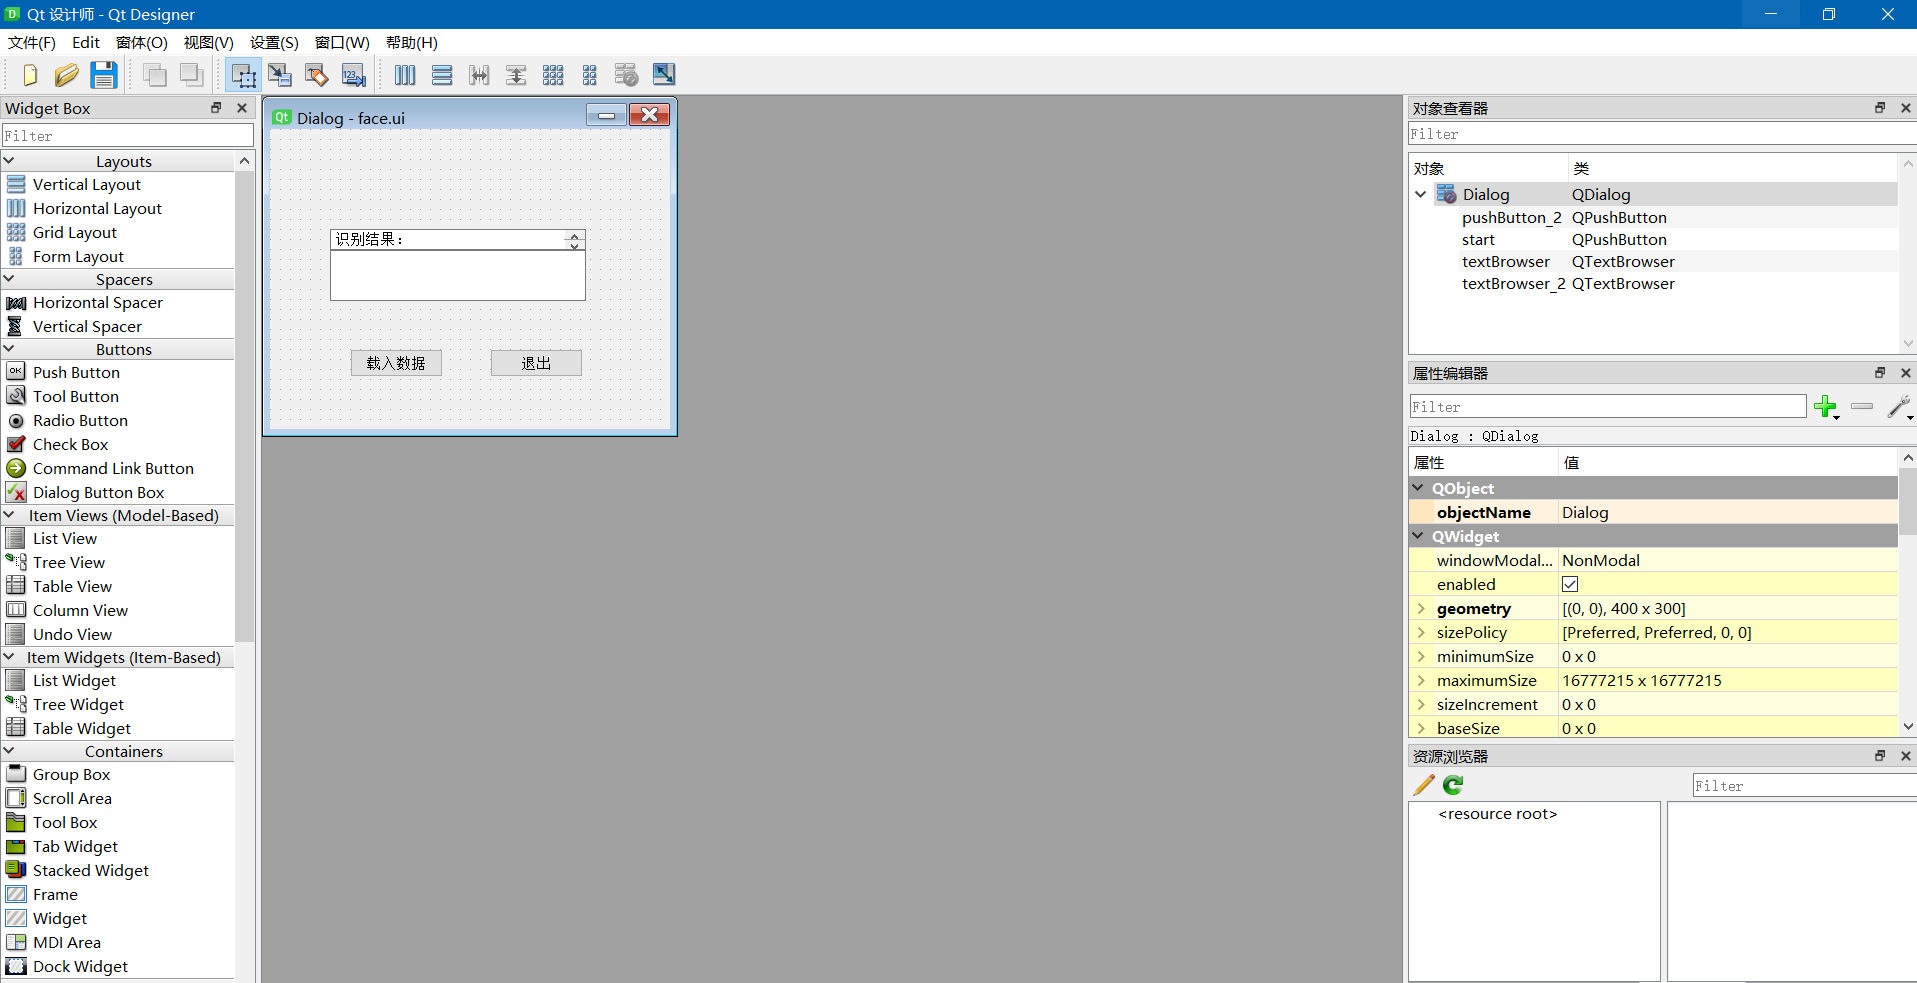 Qt 设计师 - Qt Designer
文件(F) Edit 窗体(O) 视图(V) 设置(S) 窗口(W) 帮助(H)
Widget Box
Filter
Layouts
Vertical Layout
Horizontal Layout
Grid Layout
Form Layout
Spacers
Horizontal Spacer
Vertical Spacer
Buttons
Push Button
Tool Button
Radio Button
Check Box
Command Link Button
Dialog Button Box
Item Views (Model-Based)
List View
Tree View
Table View
Column View
Undo View
Item Widgets (Item-Based)
List Widget
Tree Widget
Table Widget
Containers
Group Box
Scroll Area
Tool Box
Tab Widget
Stacked Widget
Frame
Widget
MDI Area
Dock Widget
Dialog - face.ui
识别结果：
载入数据 退出
对象查看器
Filter
对象 类
Dialog QDialog
pushButton_2 QPushButton
start QPushButton
textBrowser QTextBrowser
textBrowser_2 QTextBrowser
属性编辑器
Filter
Dialog : QDialog
属性 值
QObject
objectName Dialog
QWidget
windowModal... NonModal
enabled
geometry [(0, 0), 400 x 300]
sizePolicy [Preferred, Preferred, 0, 0]
minimumSize 0 x 0
maximumSize 16777215 x 16777215
sizeIncrement 0 x 0
baseSize 0 x 0
资源浏览器
Filter
<resource root>